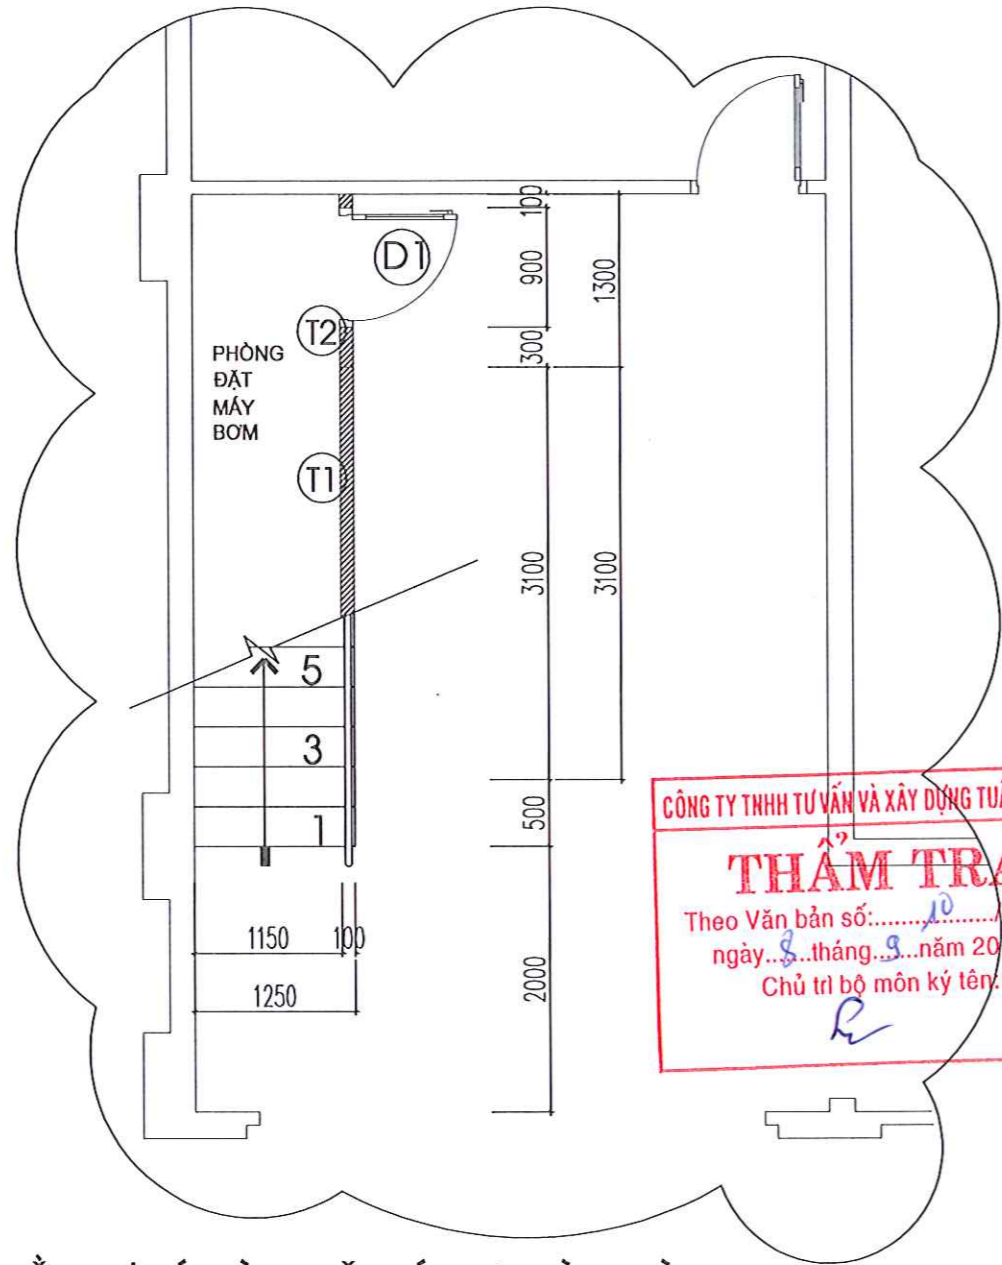 100
D1
900
1300
T2
300
PHÒNG
ĐẶT
MÁY
BƠM
T1
3100
3100
5
3
1
500
1150
100
1250
2000
CÔNG TY TNHH TƯ VẤN VÀ XÂY DỰNG
THẨM TRA
Theo Văn bản số:.........10........./
ngày...8...tháng...9...năm 20
Chủ trì bộ môn ký tên: